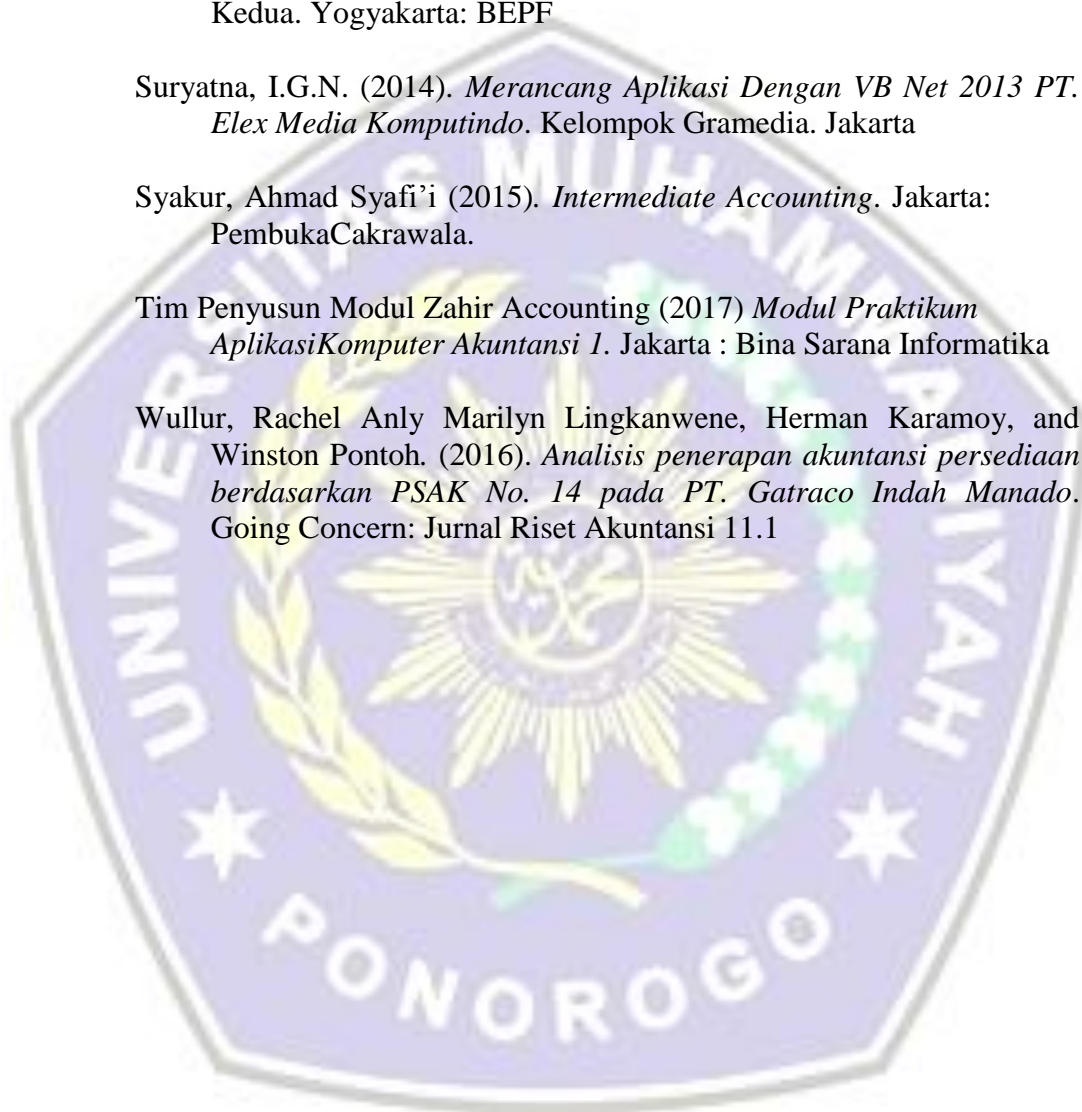 Kedua. Yogyakarta: BEPF
Suryatna, I.G.N. (2014). Merancang Aplikasi Dengan VB Net 2013 PT.
Elex Media Komputindo. Kelompok Gramedia. Jakarta
Syakur, Ahmad Syafi’i (2015). Intermediate Accounting. Jakarta:
PembukaCakrawala.
Tim Penyusun Modul Zahir Accounting (2017) Modul Praktikum
AplikasiKomputer Akuntansi 1. Jakarta : Bina Sarana Informatika
Wullur, Rachel Anly Marilyn Lingkanwene, Herman Karamoy, and
Winston Pontoh. (2016). Analisis penerapan akuntansi persediaan
berdasarkan PSAK No. 14 pada PT. Gatraco Indah Manado.
Going Concern: Jurnal Riset Akuntansi 11.1
UNIVERSITAS MUHAMMADIYAH
PONOROGO